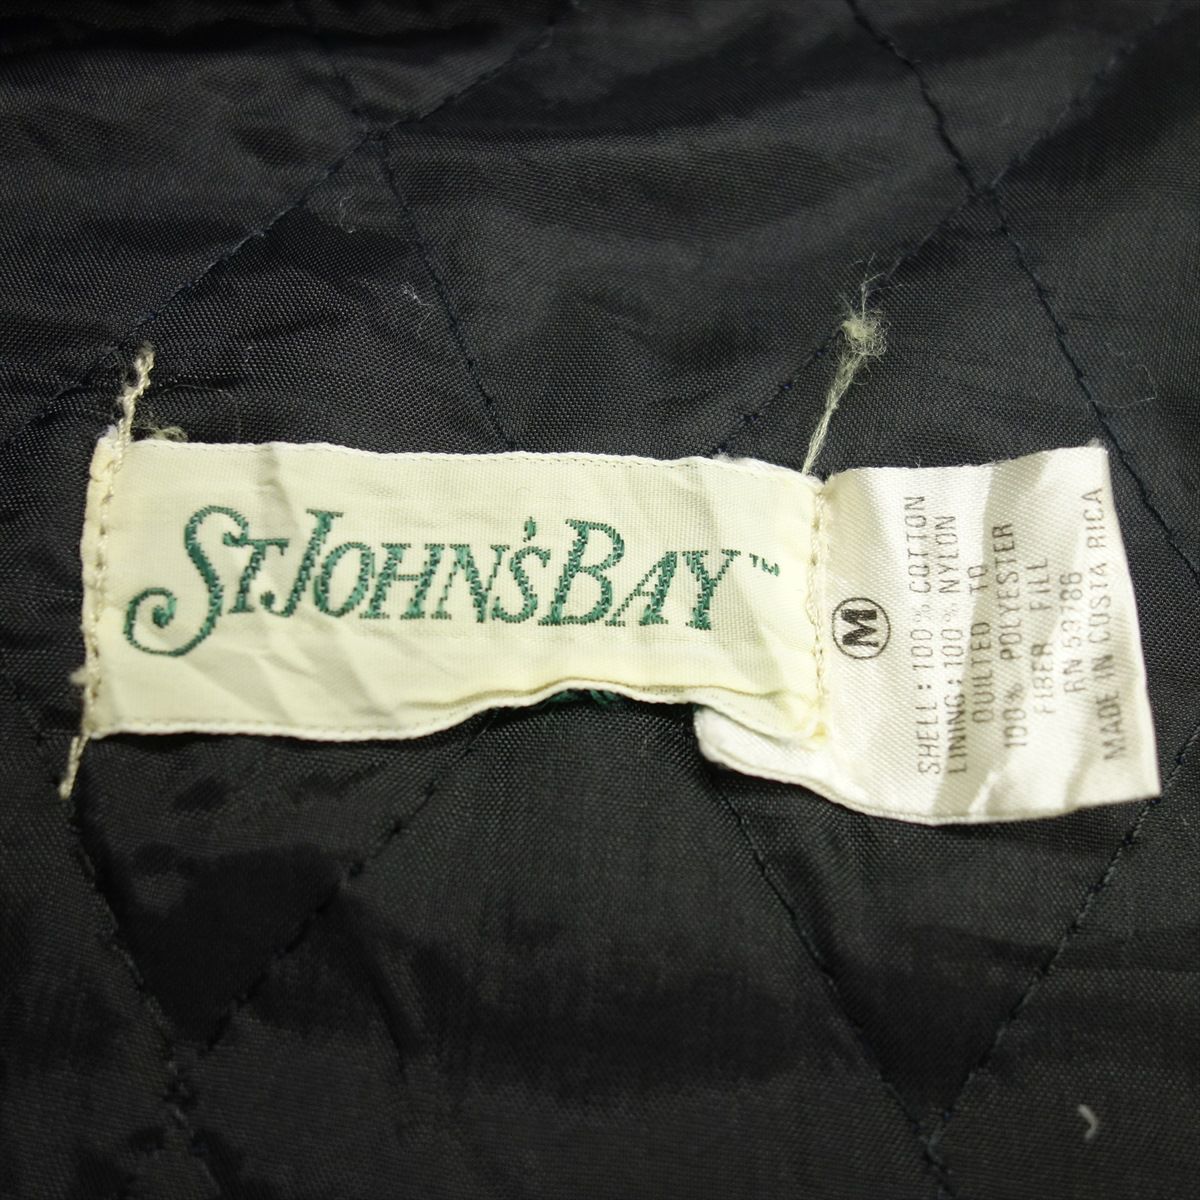 ST JOHN'S BAY™
M
SHELL: 100% COTTON
LINING: 100% NYLON
QUILTED TO
100% POLYESTER
FIBER FILL
RN 53786
MADE IN COSTA RICA